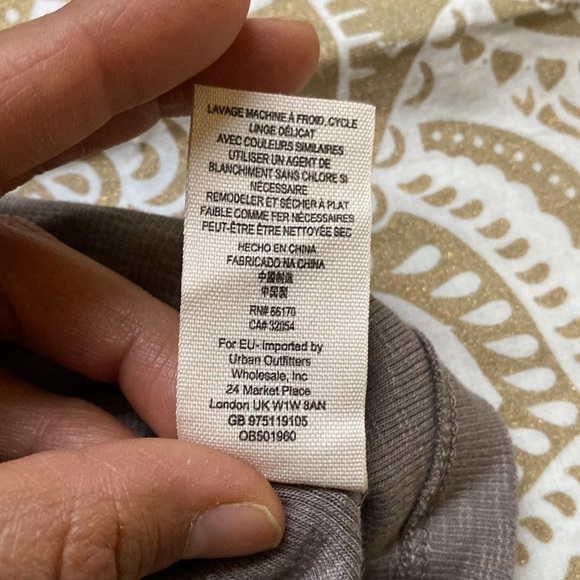 LAVAGE MACHINE À FROID, CYCLE
LINGE DÉLICAT
AVEC COULEURS SIMILAIRES
UTILISER UN AGENT DE
BLANCHIMENT SANS CHLORE SI
NECESSAIRE
REMODELER ET SÉCHER À PLAT
FAIBLE COMME FER NÉCESSAIRES
PEUT-ÊTRE ÊTRE NETTOYÉE SEC
HECHO EN CHINA
FABRICADO NA CHINA
中國制造
中国製
RN# 66170
CA# 32054
For EU- Imported by
Urban Outfitters
Wholesale, Inc
24 Market Place
London UK W1W 8AN
GB 975119105
OB501960